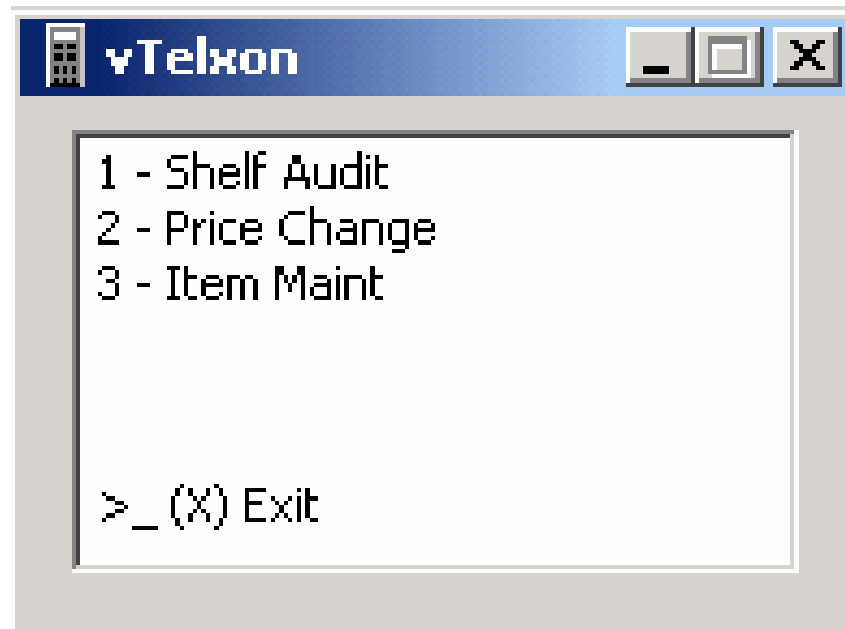 vTelxon
1 - Shelf Audit
2 - Price Change
3 - Item Maint
>_ (X) Exit